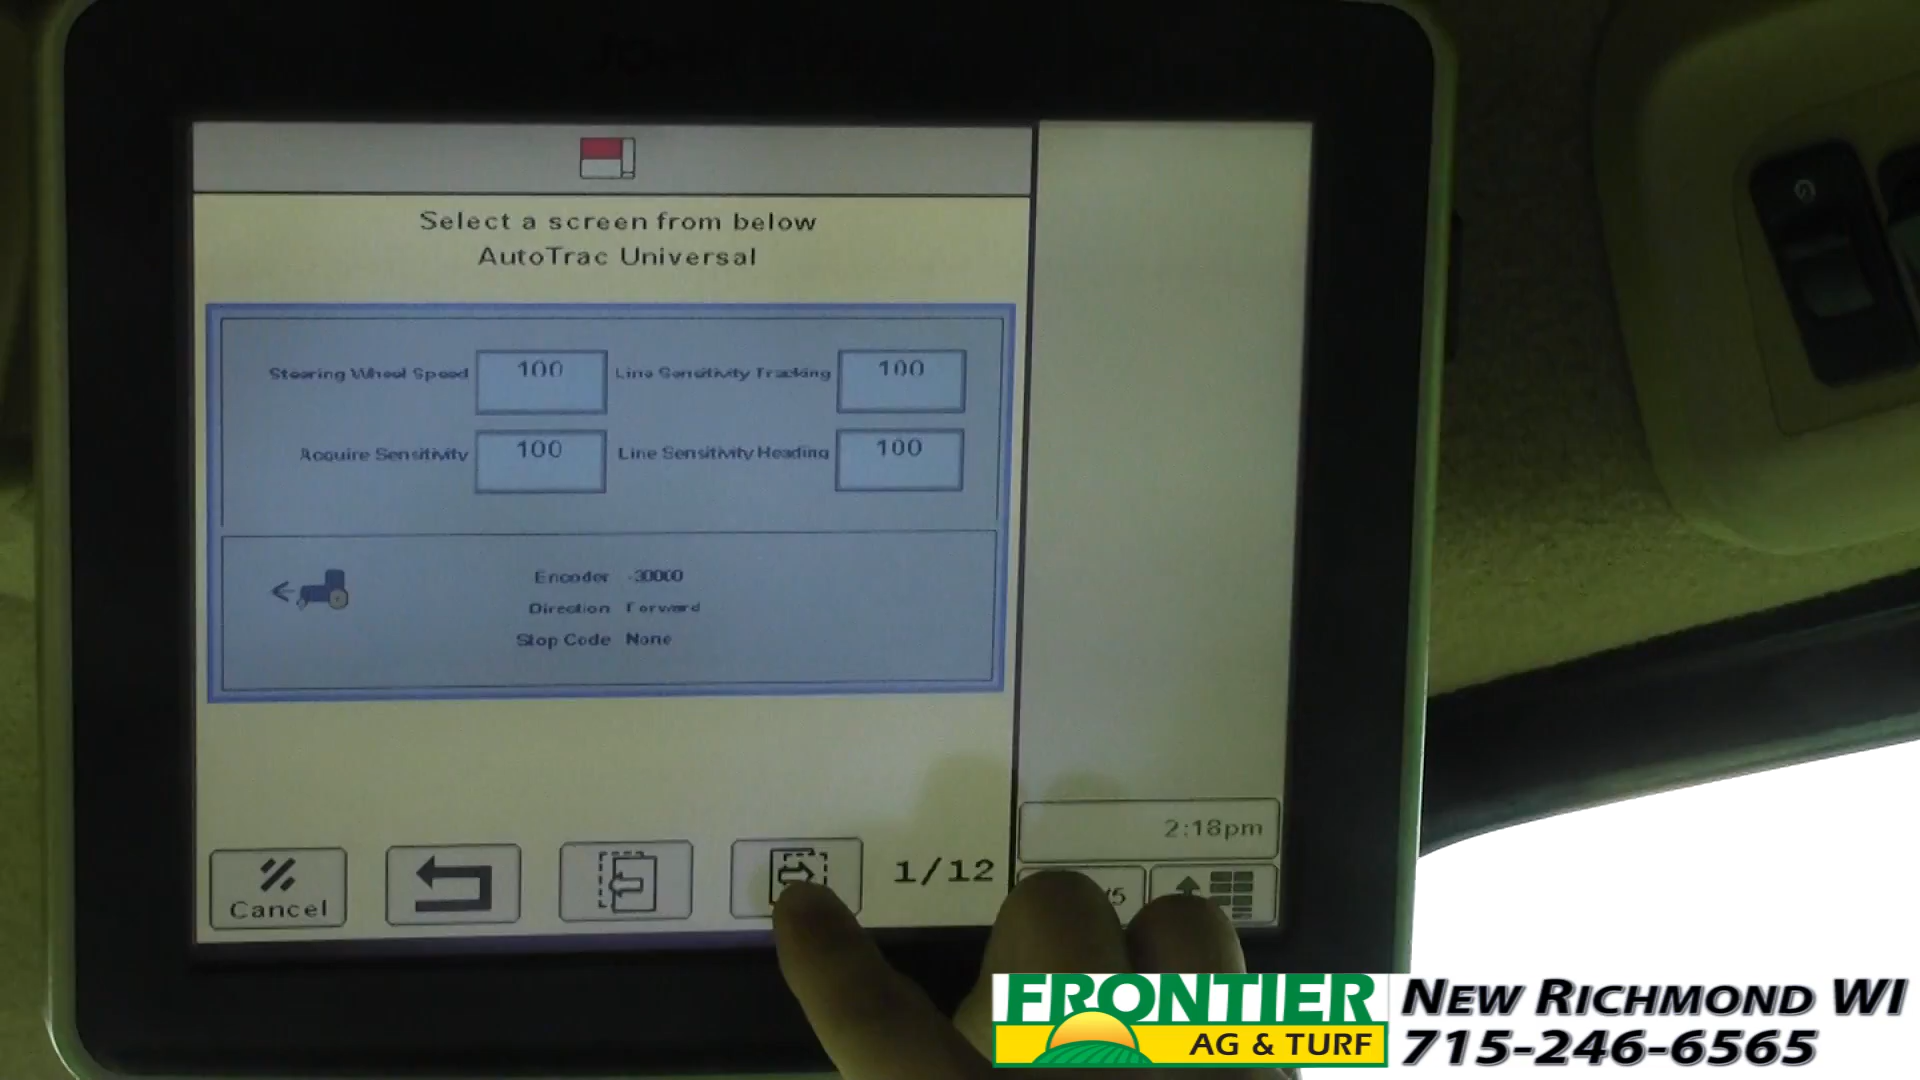 Select a screen from below
AutoTrac Universal
Steering Wheel Speed 100 Line Sensitivity Tracking 100
Acquire Sensitivity 100 Line Sensitivity Heading 100
Encoder -30000
Direction Forward
Stop Code None
2:18pm
Cancel
1/12
/5
FRONTIER
AG & TURF
NEW RICHMOND WI
715-246-6565